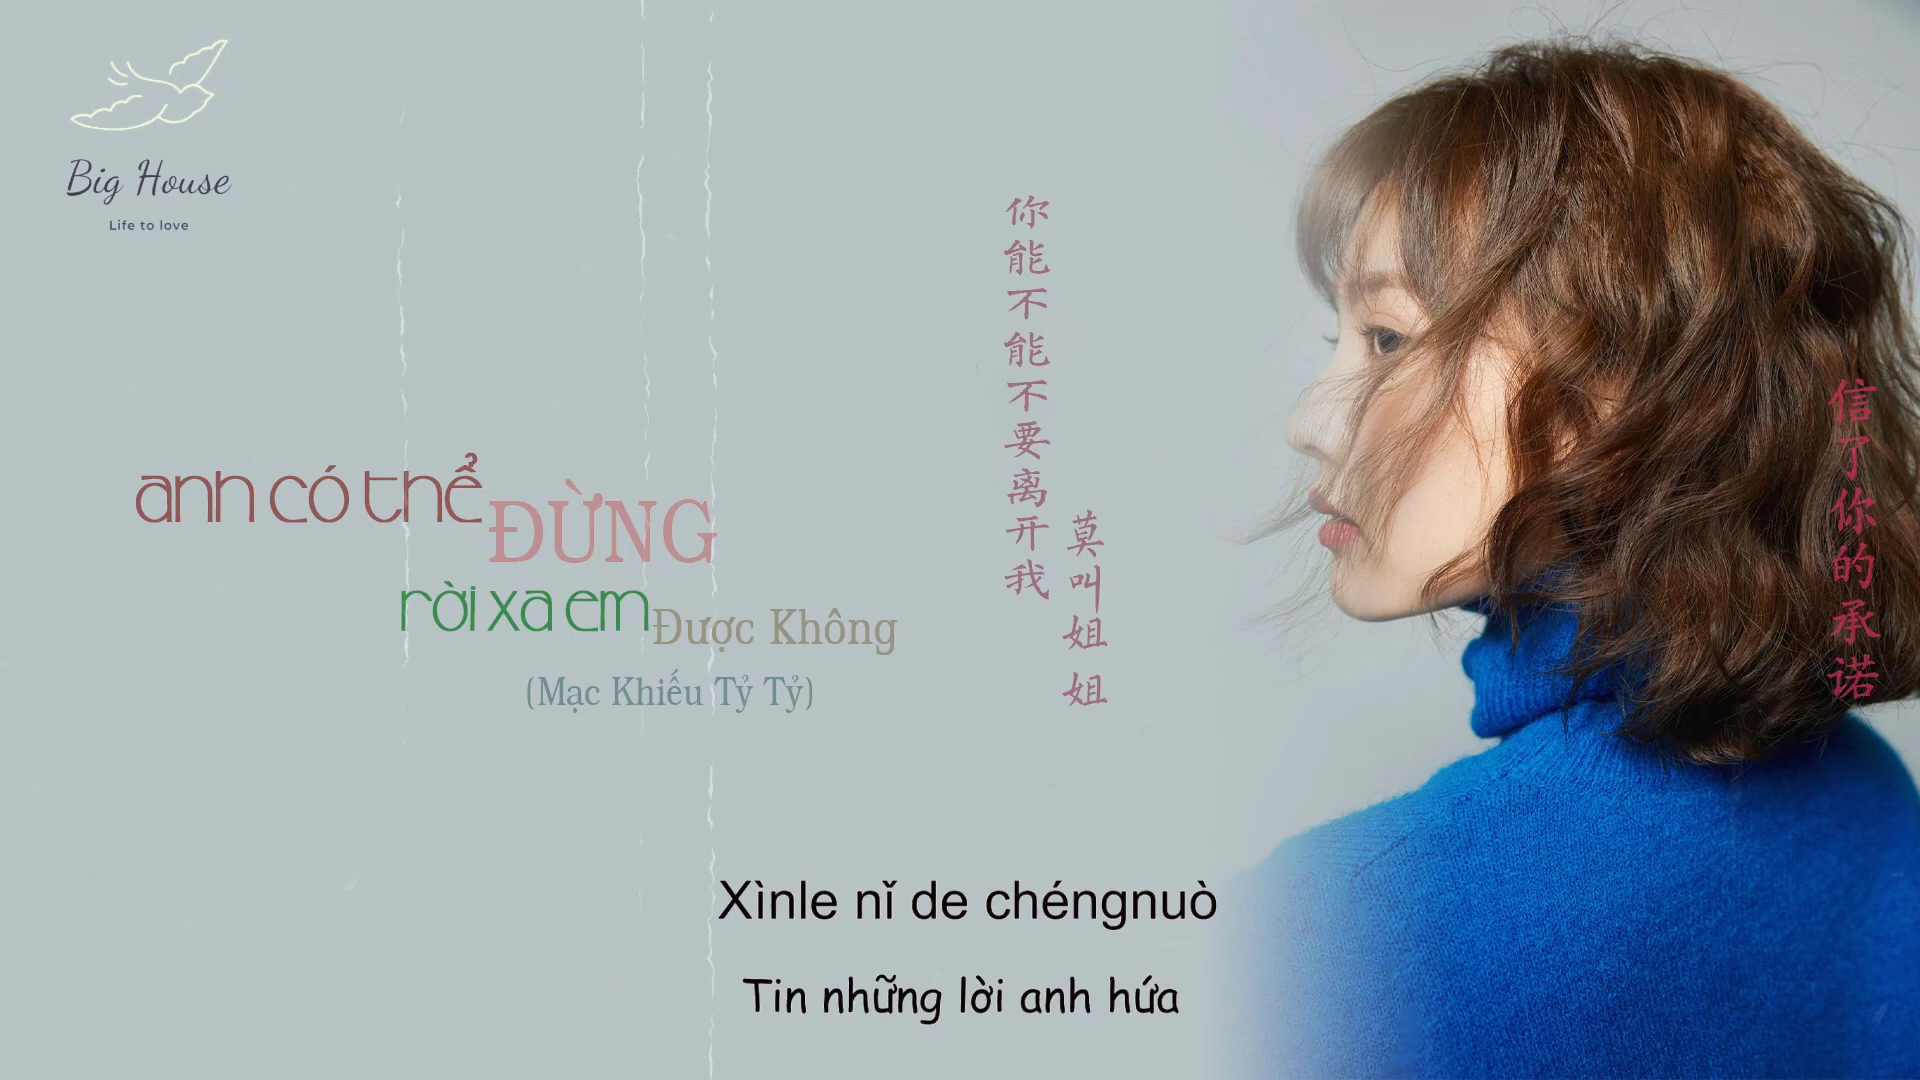 Big House
Life to love
anh có thể
ĐỪNG
rời xa em
Được Không
(Mạc Khiếu Tỷ Tỷ)
你能不能不要离开我
莫叫姐姐
信了你的承诺
Xìnle nǐ de chéngnuò
Tin những lời anh hứa